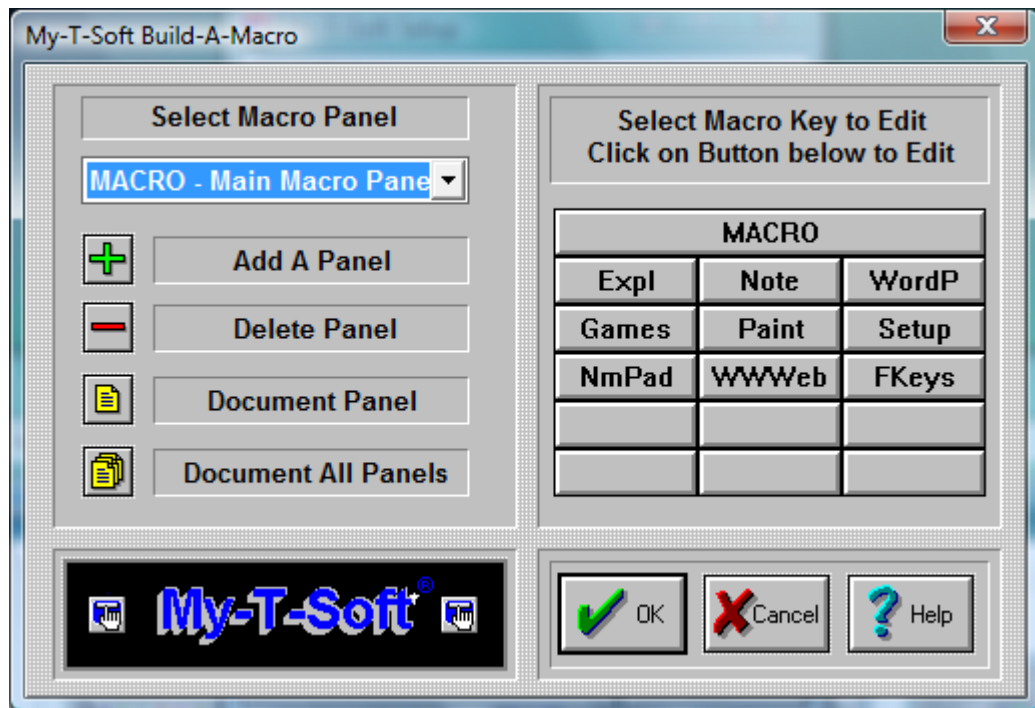 My-T-Soft Build-A-Macro
Select Macro Panel
MACRO - Main Macro Pane
Add A Panel
Delete Panel
Document Panel
Document All Panels
Select Macro Key to Edit
Click on Button below to Edit
MACRO
Expl Note WordP
Games Paint Setup
NmPad WWWeb FKeys
My-T-Soft®
OK Cancel Help